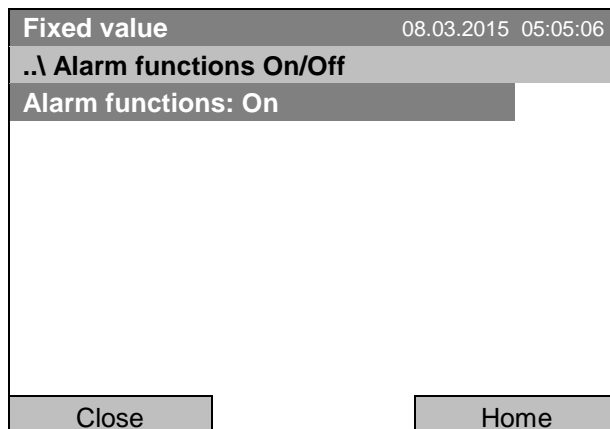 Fixed value 08.03.2015 05:05:06
..\ Alarm functions On/Off
Alarm functions: On
Close Home